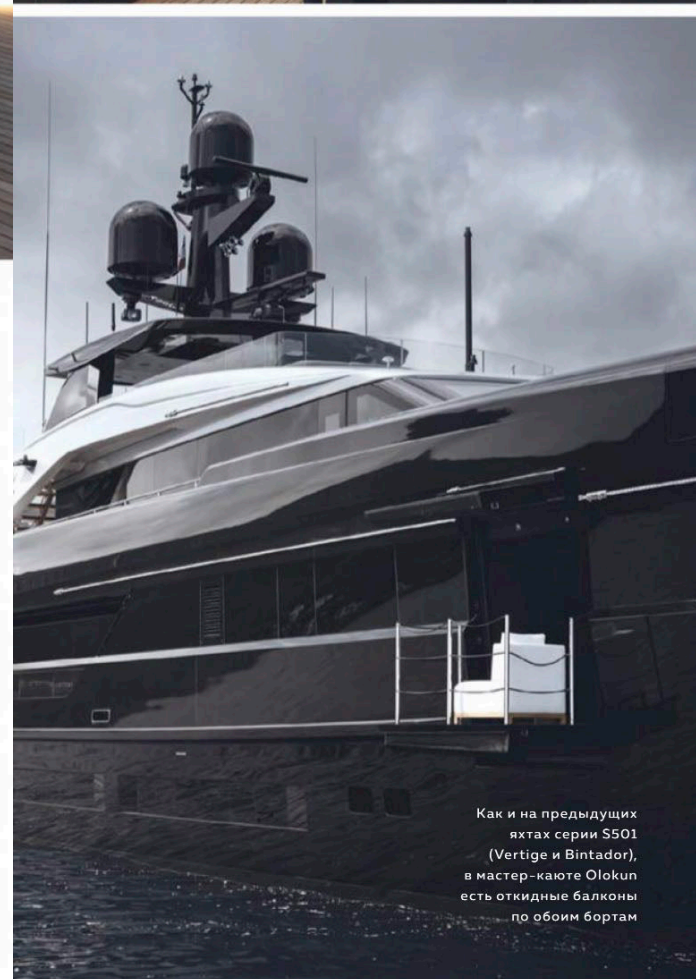 Как и на предыдущих
яхтах серии S501
(Vertige и Bintador),
в мастер-каюте Olokun
есть откидные балконы
по обоим бортам